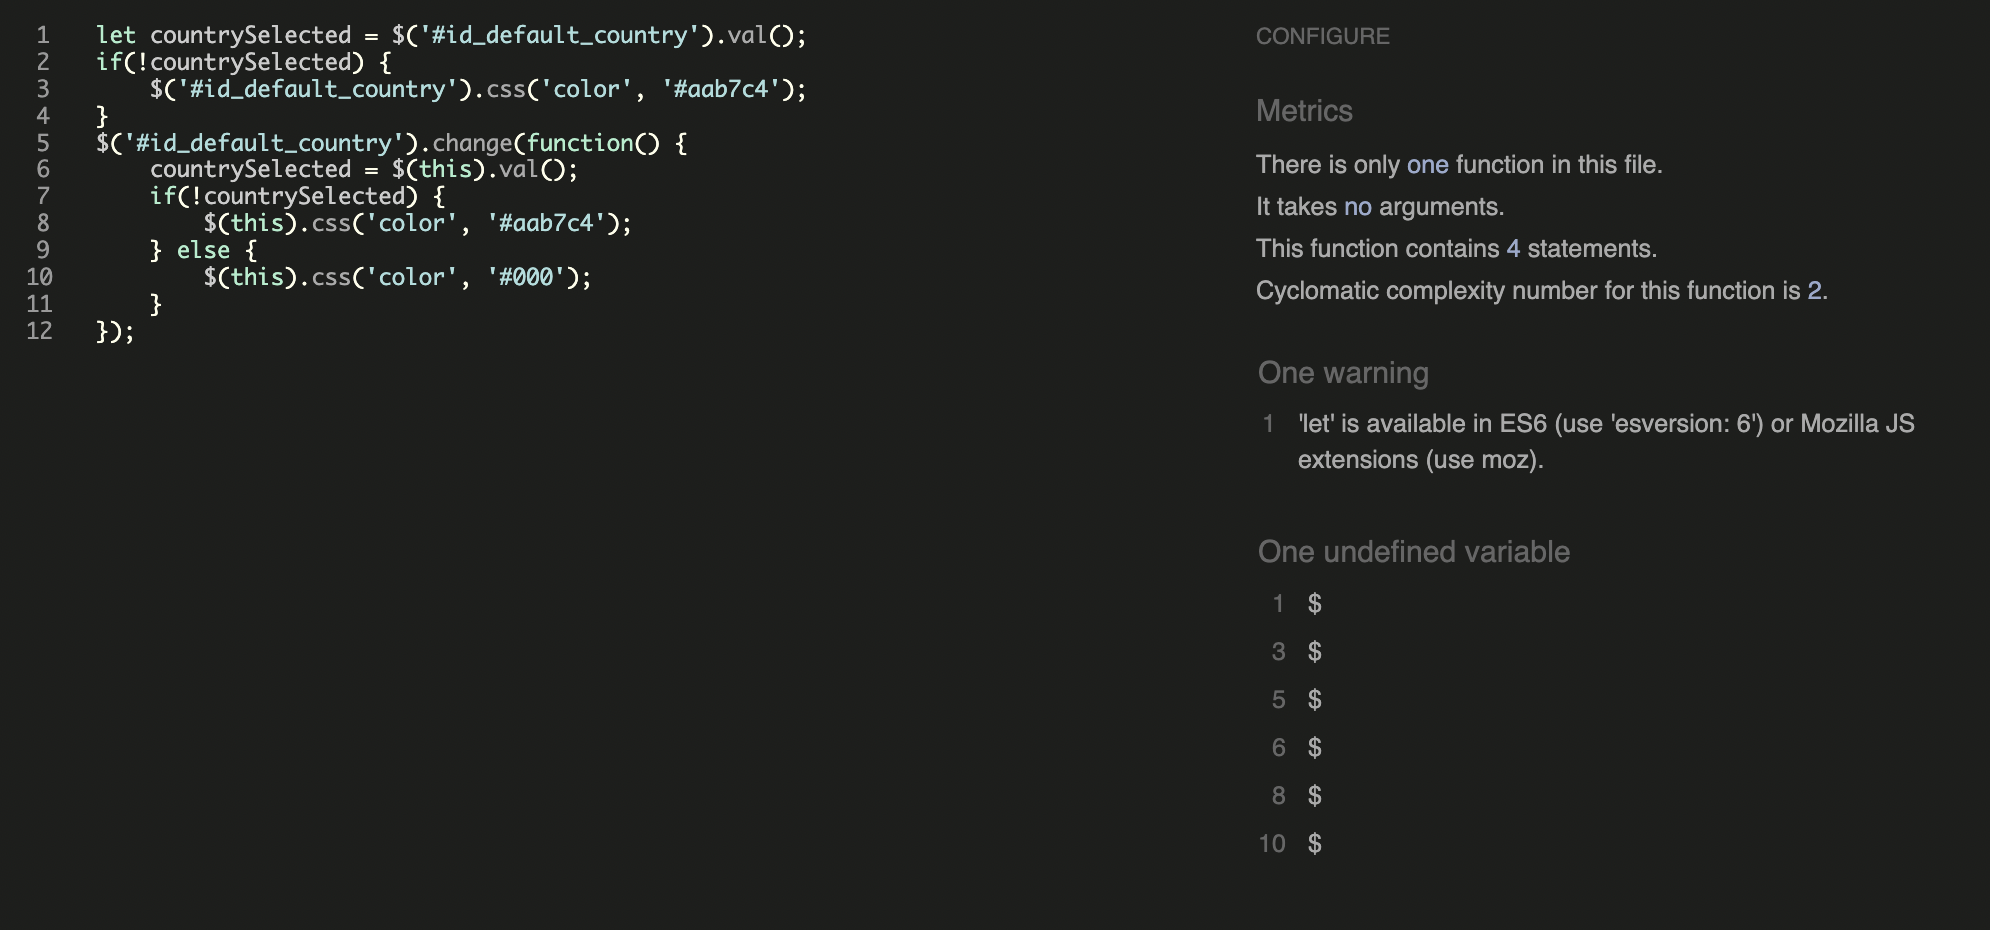 1 let countrySelected = $('#id_default_country').val();
2 if(!countrySelected) {
3     $('#id_default_country').css('color', '#aab7c4');
4 }
5 $('#id_default_country').change(function() {
6     countrySelected = $(this).val();
7     if(!countrySelected) {
8         $(this).css('color', '#aab7c4');
9     } else {
10         $(this).css('color', '#000');
11     }
12 });
CONFIGURE
Metrics
There is only one function in this file.
It takes no arguments.
This function contains 4 statements.
Cyclomatic complexity number for this function is 2.
One warning
1 'let' is available in ES6 (use 'esversion: 6') or Mozilla JS
extensions (use moz).
One undefined variable
1 $
3 $
5 $
6 $
8 $
10 $